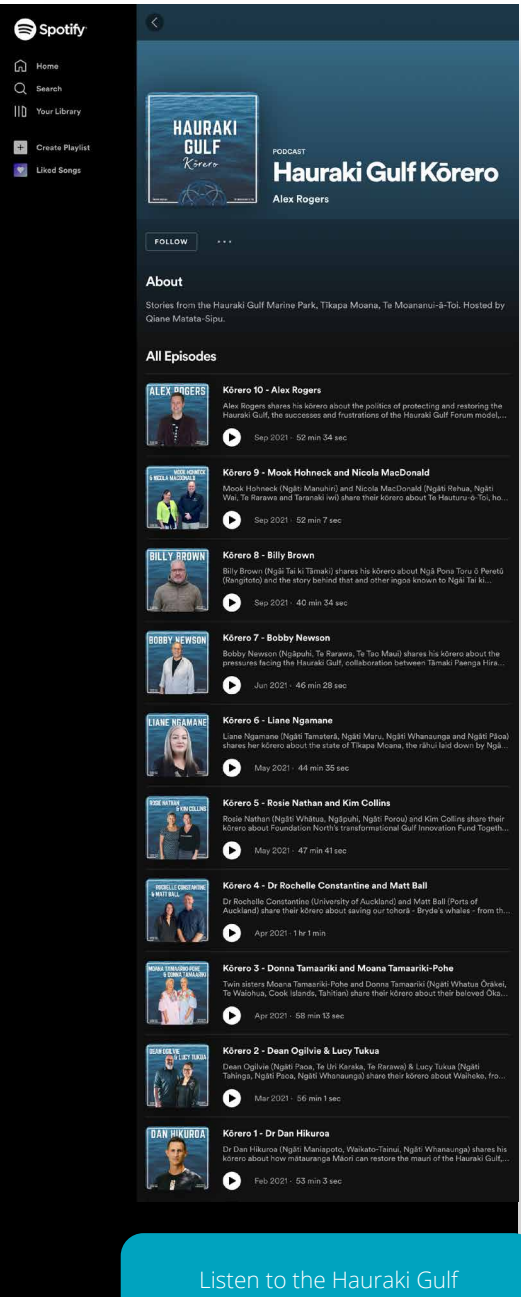 Spotify
Home
Search
Your Library
Create Playlist
Liked Songs
HAURAKI
GULF
Kōrero
PODCAST
Hauraki Gulf Kōrero
Alex Rogers
FOLLOW
About
Stories from the Hauraki Gulf Marine Park, Tīkapa Moana, Te Moananui-ā-Toi. Hosted by
Qiane Matata-Sipu.
All Episodes
ALEX ROGERS
Kōrero 10 - Alex Rogers
Alex Rogers shares his kōrero about the politics of protecting and restoring the
Hauraki Gulf, the successes and frustrations of the Hauraki Gulf Forum model,...
Sep 2021 · 52 min 34 sec
MOOK HOHNECK
& NICOLA MACDONALD
Kōrero 9 - Mook Hohneck and Nicola MacDonald
Mook Hohneck (Ngāti Manuhiri) and Nicola MacDonald (Ngāti Rehua, Ngāti
Wai, Te Rarawa and Taranaki iwi) share their kōrero about Te Hauturu-ō-Toi, ho...
Sep 2021 · 52 min 7 sec
BILLY BROWN
Kōrero 8 - Billy Brown
Billy Brown (Ngāi Tai ki Tāmaki) shares his kōrero about Ngā Pona Toru ō Peretū
(Rangitoto) and the story behind that and other ingoa known to Ngāi Tai ki...
Sep 2021 · 40 min 34 sec
BOBBY NEWSON
Kōrero 7 - Bobby Newson
Bobby Newson (Ngāpuhi, Te Rarawa, Te Tao Maui) shares his kōrero about the
pressures facing the Hauraki Gulf, collaboration between Tāmaki Paenga Hira...
Jun 2021 · 46 min 28 sec
LIANE NGAMANE
Kōrero 6 - Liane Ngamane
Liane Ngamane (Ngāti Tamaterā, Ngāti Maru, Ngāti Whanaunga and Ngāti Pāoa)
shares her kōrero about the state of Tīkapa Moana, the rāhui laid down by Ngā...
May 2021 · 44 min 35 sec
ROSIE NATHAN
& KIM COLLINS
Kōrero 5 - Rosie Nathan and Kim Collins
Rosie Nathan (Ngāti Whātua, Ngāpuhi, Ngāti Porou) and Kim Collins share their
kōrero about Foundation North's transformational Gulf Innovation Fund Togeth...
May 2021 · 47 min 41 sec
ROCHELLE CONSTANTINE
& MATT BALL
Kōrero 4 - Dr Rochelle Constantine and Matt Ball
Dr Rochelle Constantine (University of Auckland) and Matt Ball (Ports of
Auckland) share their kōrero about saving our tohorā - Bryde's whales - from th...
Apr 2021 · 1 hr 1 min
MOANA TAMAARIKI-POHE
& DONNA TAMAARIKI
Kōrero 3 - Donna Tamaariki and Moana Tamaariki-Pohe
Twin sisters Moana Tamaariki-Pohe and Donna Tamaariki (Ngāti Whatua Ōrākei,
Te Waiohua, Cook Islands, Tahitian) share their kōrero about their beloved Ōka...
Apr 2021 · 58 min 13 sec
DEAN OGILVIE
& LUCY TUKUA
Kōrero 2 - Dean Ogilvie & Lucy Tukua
Dean Ogilvie (Ngāti Paoa, Te Uri Karaka, Te Rarawa) & Lucy Tukua (Ngāti
Tahinga, Ngāti Paoa, Ngāti Whanaunga) share their kōrero about Waiheke, fro...
Mar 2021 · 56 min 1 sec
DAN HIKUROA
Kōrero 1 - Dr Dan Hikuroa
Dr Dan Hikuroa (Ngāti Maniapoto, Waikato-Tainui, Ngāti Whanaunga) shares his
kōrero about how mātauranga Māori can restore the mauri of the Hauraki Gulf,...
Feb 2021 · 53 min 3 sec
Listen to the Hauraki Gulf